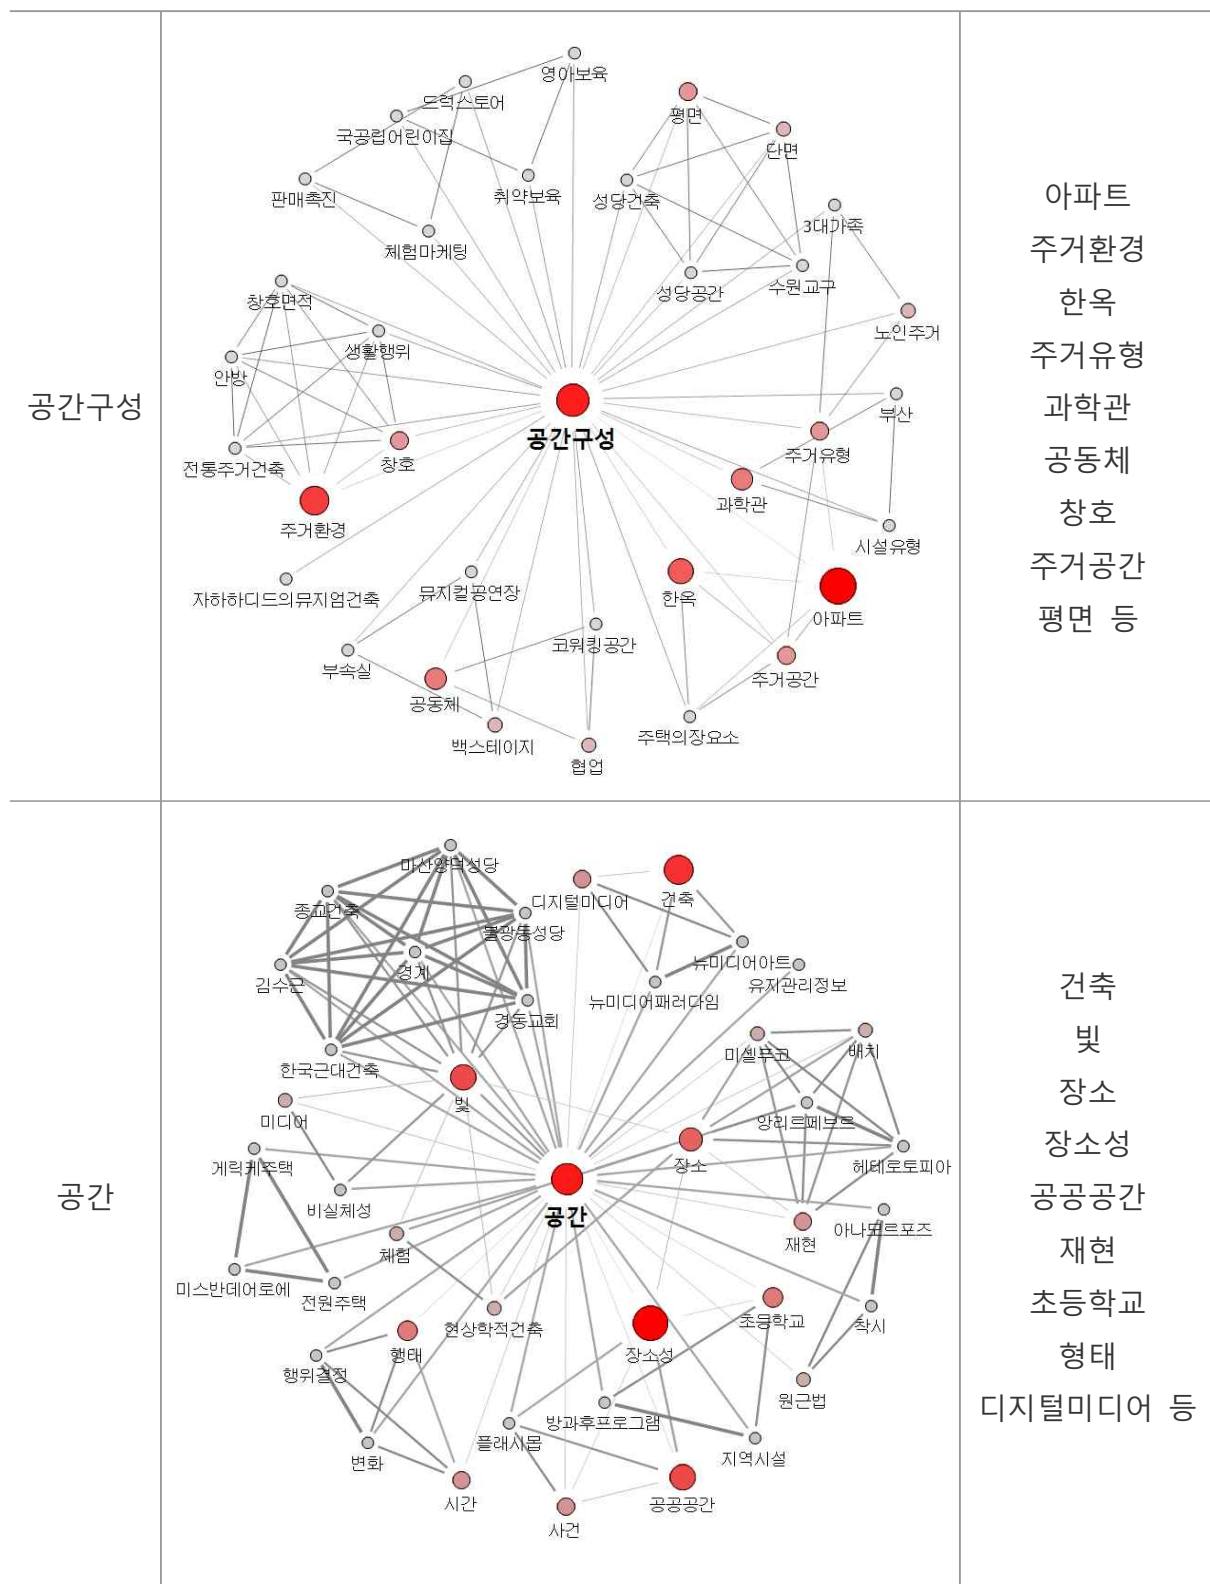 영아보육
드럭스토어
평면
국공립어린이집
단면
판매촉진
취약보육
성당건축
3대가족
체험마케팅
성당공간
수원교구
창호면적
노인주거
생활행위
안방
부산
공간구성
공간구성
전통주거건축
창호
주거유형
주거환경
과학관
시설유형
자하하디드의뮤지엄건축
뮤지컬공연장
한옥
아파트
부속실
코워킹공간
공동체
주거공간
백스테이지
협업
주택의장요소
아파트
주거환경
한옥
주거유형
과학관
공동체
창호
주거공간
평면 등
마산양덕성당
종교건축
디지털미디어
건축
불광동성당
김수근
경계
뉴미디어아트
유지관리정보
경동교회
뉴미디어패러다임
한국근대건축
미셸푸코
배치
미디어
빛
앙리르페브르
게릭케주택
장소
헤테로토피아
공간
비실체성
공간
체험
재현
아나모르포즈
미스반데어로에
전원주택
현상학적건축
초등학교
착시
행태
장소성
행위결정
원근법
방과후프로그램
플래시몹
변화
지역시설
시간
공공공간
사건
건축
빛
장소
장소성
공공공간
재현
초등학교
형태
디지털미디어 등